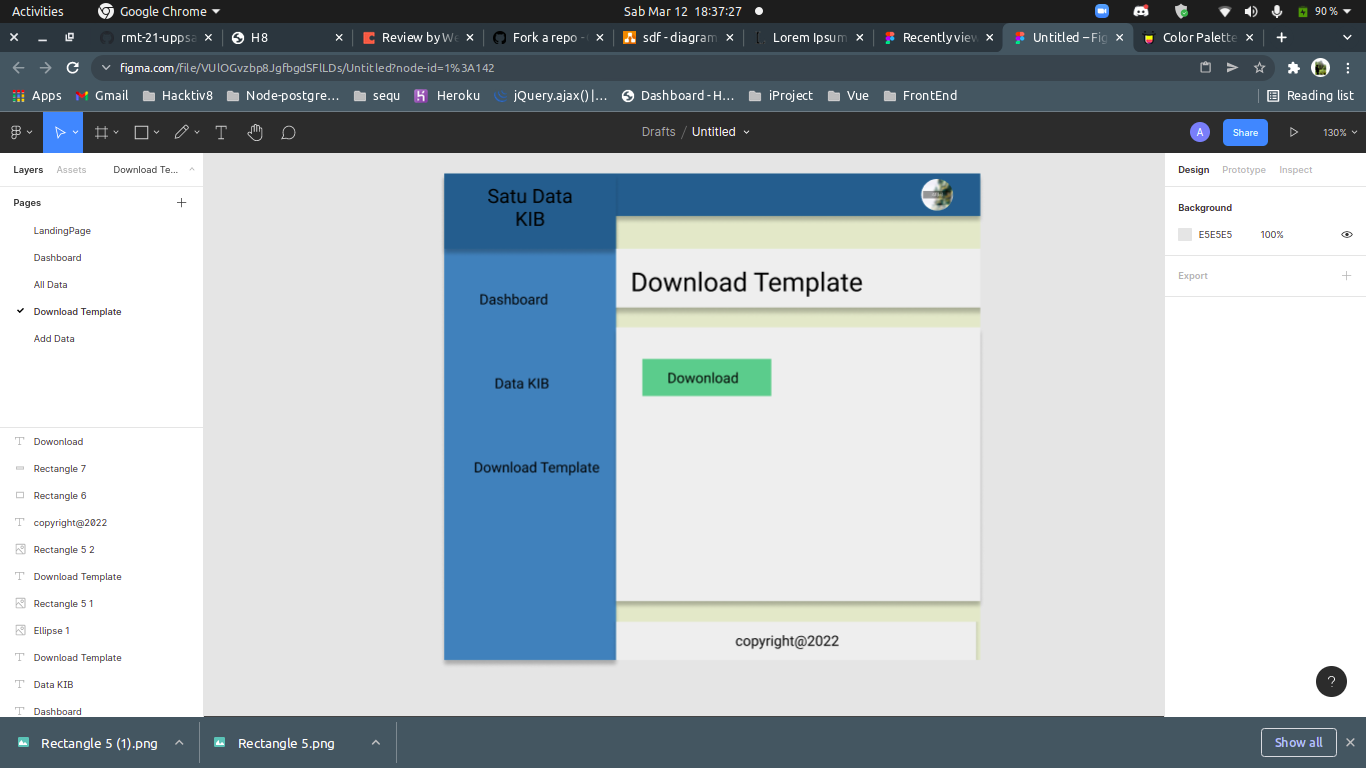 Activities
Google Chrome
Sab Mar 12 18:37:27
90 %
rmt-21-uppsa
H8
Review by We
Fork a repo -
sdf - diagram
Lorem Ipsum
Recently view
Untitled – Fig
Color Palette
figma.com/file/VUlOGvzbp8JgfbgdSFlLDs/Untitled?node-id=1%3A142
Apps
Gmail
Hacktiv8
Node-postgre...
sequ
Heroku
jQuery.ajax() |...
Dashboard - H...
iProject
Vue
FrontEnd
Reading list
Drafts / Untitled
A
Share
130%
Layers
Assets
Download Te...
Pages
LandingPage
Dashboard
All Data
Download Template
Add Data
Dowonload
Rectangle 7
Rectangle 6
copyright@2022
Rectangle 5 2
Download Template
Rectangle 5 1
Ellipse 1
Download Template
Data KIB
Dashboard
Satu Data
KIB
Dashboard
Data KIB
Download Template
Download Template
Dowonload
copyright@2022
Design
Prototype
Inspect
Background
E5E5E5
100%
Export
?
Rectangle 5 (1).png
Rectangle 5.png
Show all